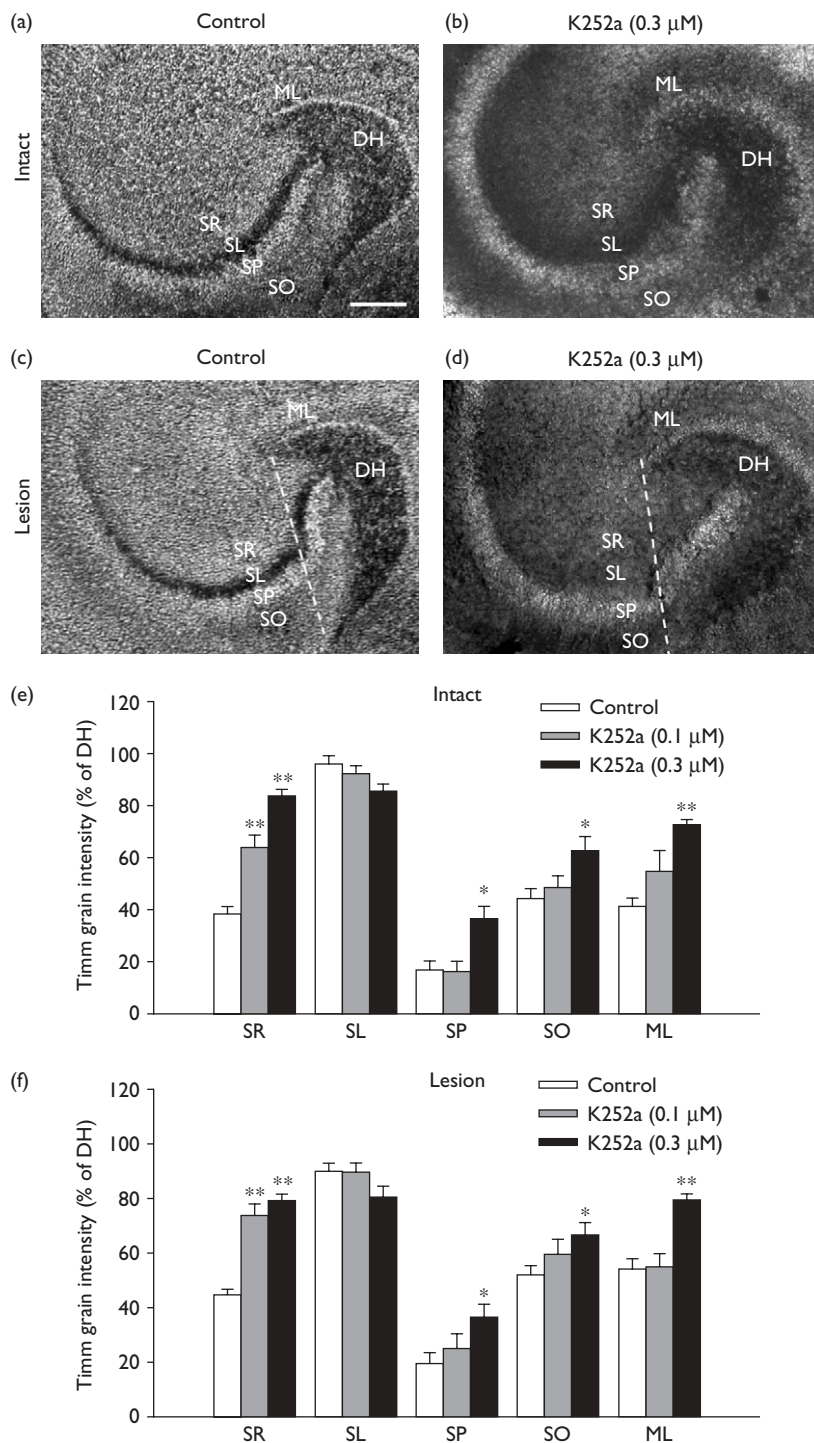 (a) Control
(b) K252a (0.3 μM)
Intact
ML
DH
SR
SL
SP
SO
ML
DH
SR
SL
SP
SO
(c) Control
(d) K252a (0.3 μM)
Lesion
ML
DH
SR
SL
SP
SO
ML
DH
SR
SL
SP
SO
(e) Intact
Timm grain intensity (% of DH)
120
100
80
60
40
20
0
Control
K252a (0.1 μM)
K252a (0.3 μM)
** ** * * **
SR SL SP SO ML
(f) Lesion
Timm grain intensity (% of DH)
120
100
80
60
40
20
0
Control
K252a (0.1 μM)
K252a (0.3 μM)
** ** * * **
SR SL SP SO ML